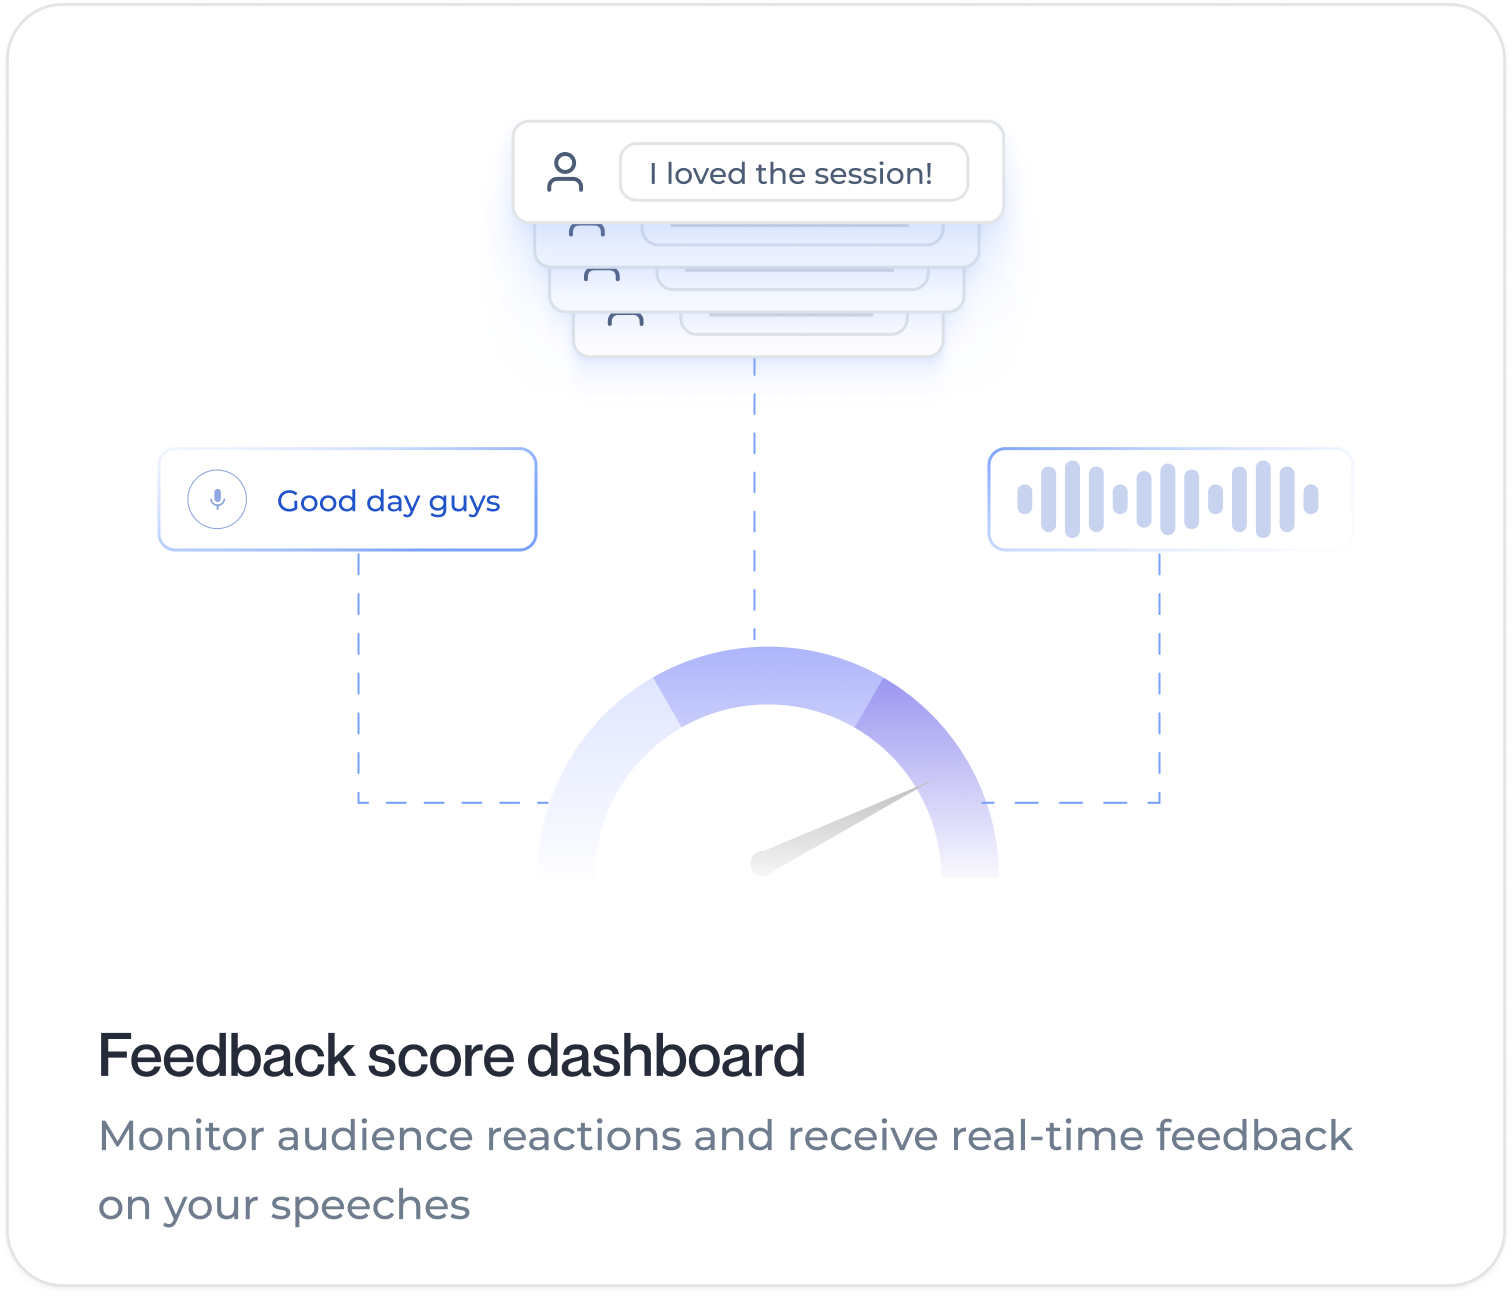 I loved the session!
Good day guys
Feedback score dashboard
Monitor audience reactions and receive real-time feedback
on your speeches